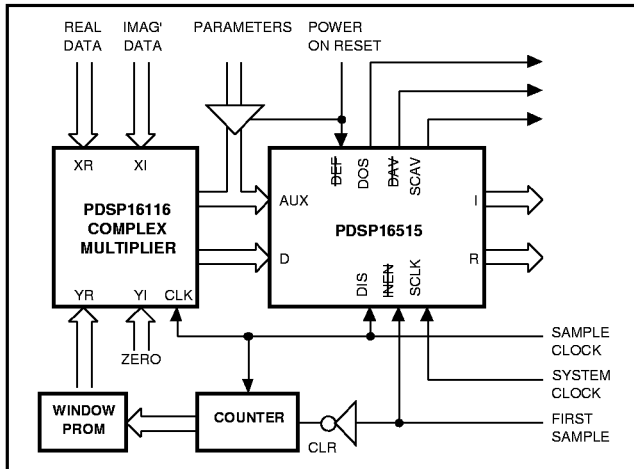 REAL
DATA
IMAG'
DATA
PARAMETERS
POWER
ON RESET
XR
XI
DEF
DOS
DAV
SCAV
PDSP16116
COMPLEX
MULTIPLIER
AUX
I
PDSP16515
D
R
YR
YI
CLK
DIS
INEN
SCLK
ZERO
SAMPLE
CLOCK
SYSTEM
CLOCK
WINDOW
PROM
COUNTER
CLR
FIRST
SAMPLE